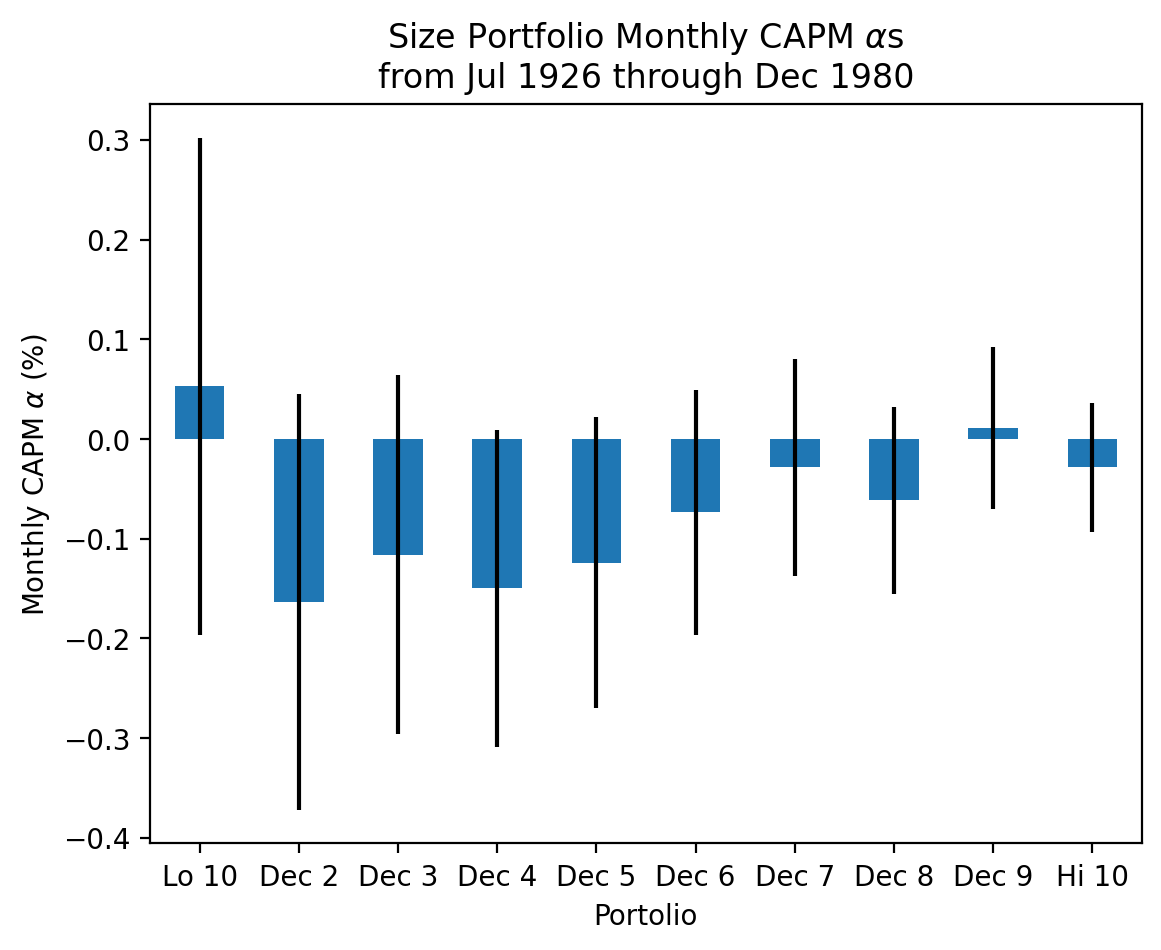 Size Portfolio Monthly CAPM αs
from Jul 1926 through Dec 1980
Monthly CAPM α (%)
0.3
0.2
0.1
0.0
−0.1
−0.2
−0.3
−0.4
Lo 10 Dec 2 Dec 3 Dec 4 Dec 5 Dec 6 Dec 7 Dec 8 Dec 9 Hi 10
Portolio